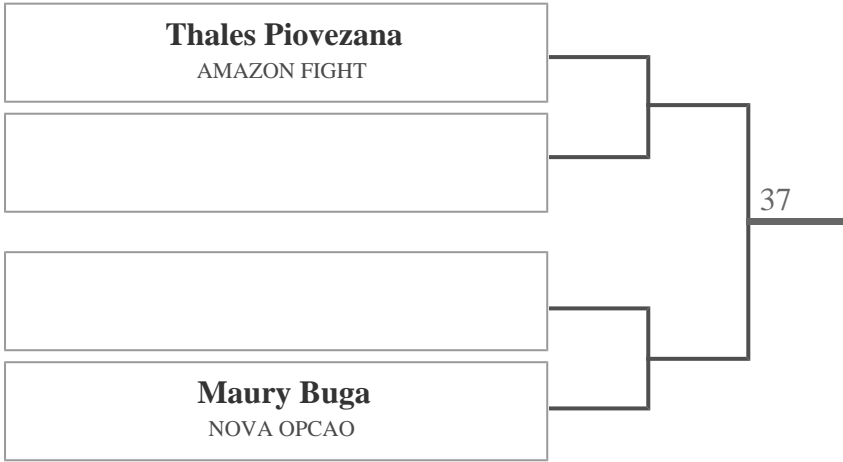 Thales Piovezana
AMAZON FIGHT
37
Maury Buga
NOVA OPCAO